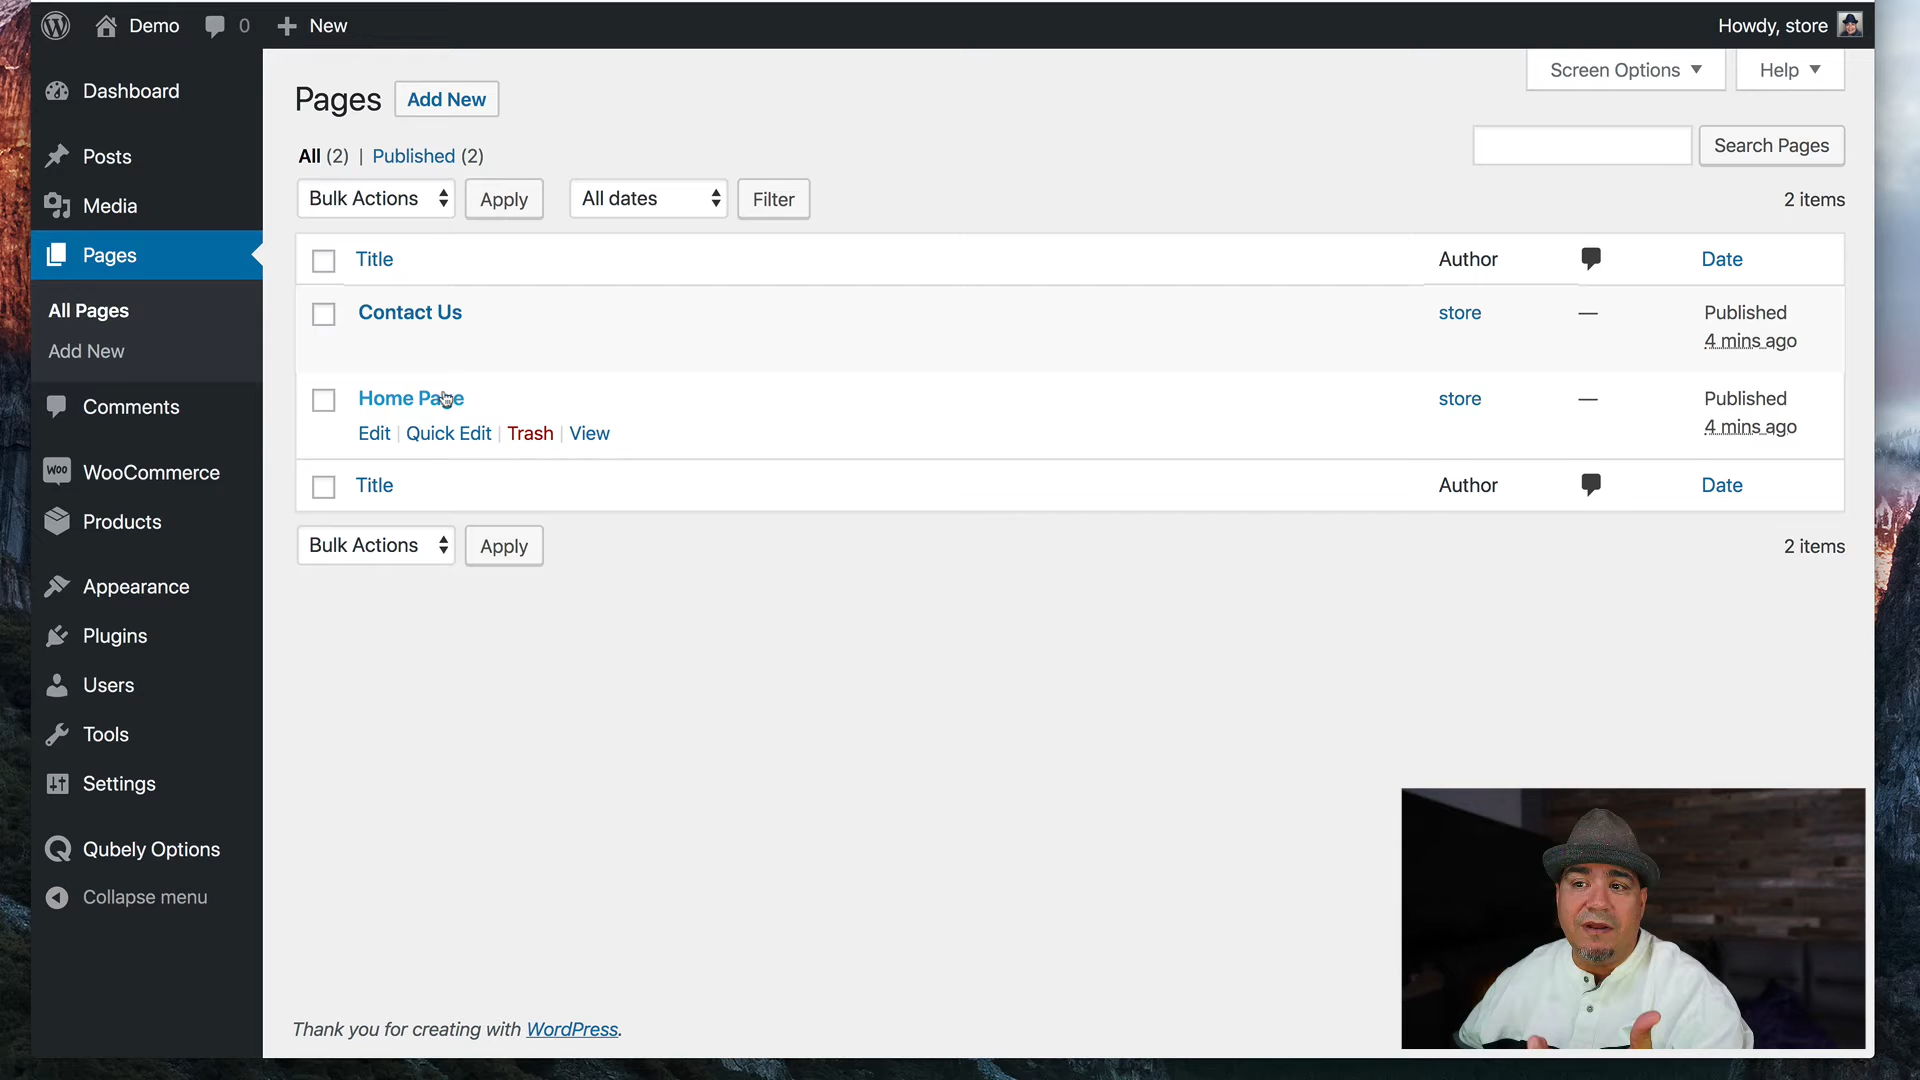 Demo 0 New Howdy, store
Screen Options Help
Dashboard
Posts
Media
Pages
All Pages
Add New
Comments
WOO WooCommerce
Products
Appearance
Plugins
Users
Tools
Settings
Qubely Options
Collapse menu
Pages Add New
All (2) | Published (2)
Search Pages
Bulk Actions Apply All dates Filter 2 items
Title Author Date
Contact Us store — Published
4 mins ago
Home Page store — Published
4 mins ago
Edit | Quick Edit | Trash | View
Title Author Date
Bulk Actions Apply 2 items
Thank you for creating with WordPress.